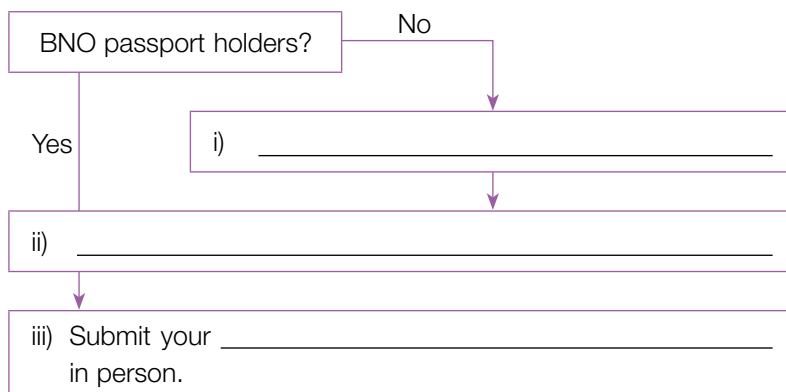 BNO passport holders?
No
Yes
i)
ii)
iii) Submit your
in person.